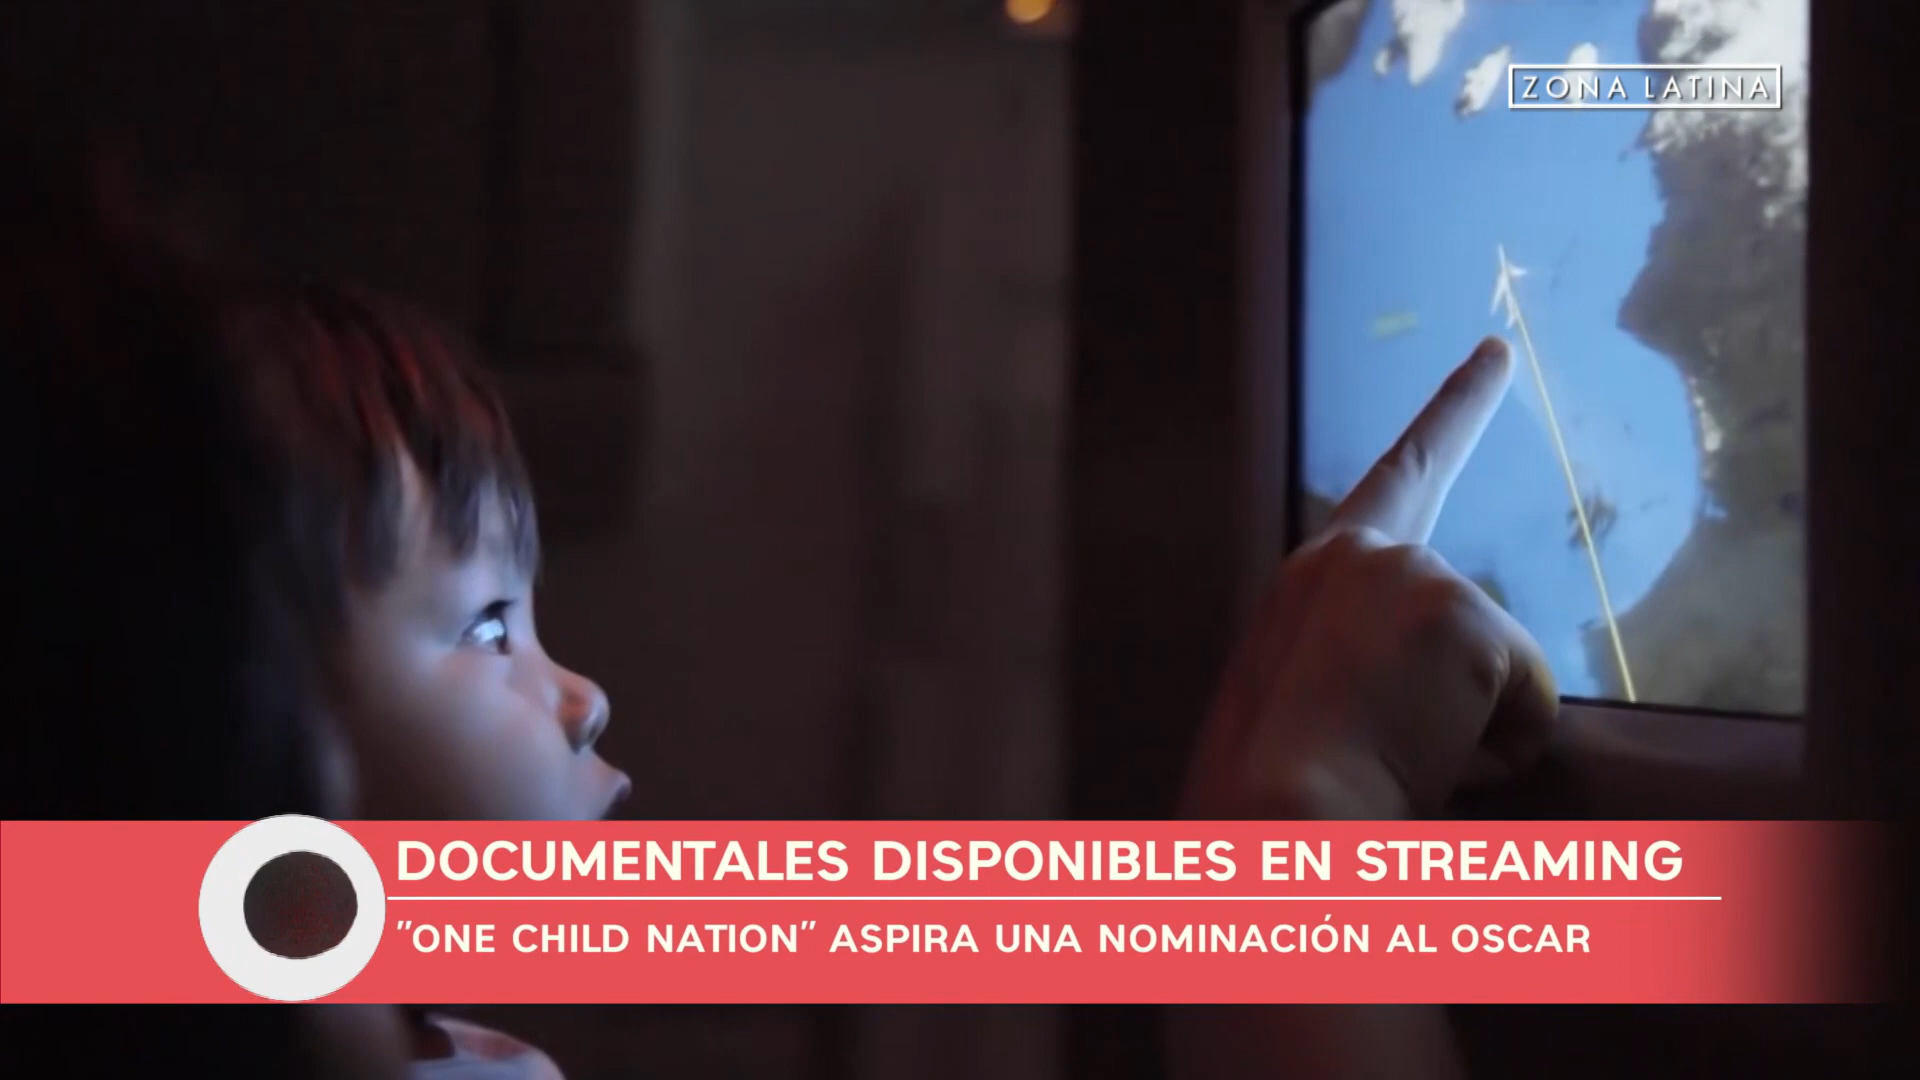 ZONA LATINA
DOCUMENTALES DISPONIBLES EN STREAMING
"ONE CHILD NATION" ASPIRA UNA NOMINACIÓN AL OSCAR